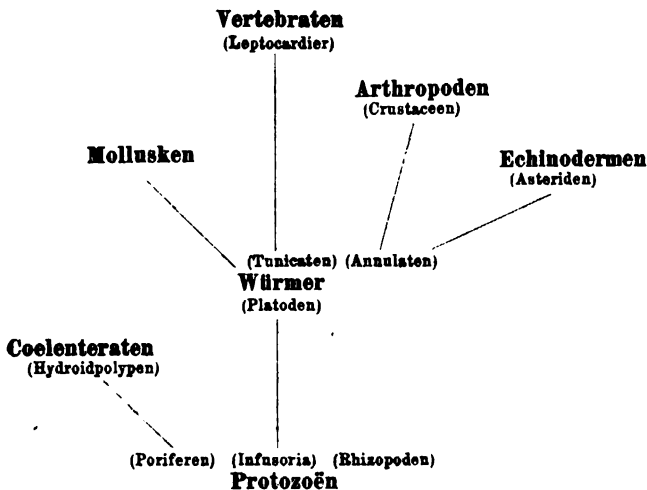 Vertebraten
(Leptocardier)
Arthropoden
(Crustaceen)
Mollusken
Echinodermen
(Asteriden)
(Tunicaten) (Annulaten)
Würmer
(Platoden)
Coelenteraten
(Hydroidpolypen)
(Poriferen) (Infusoria) (Rhizopoden)
Protozoën